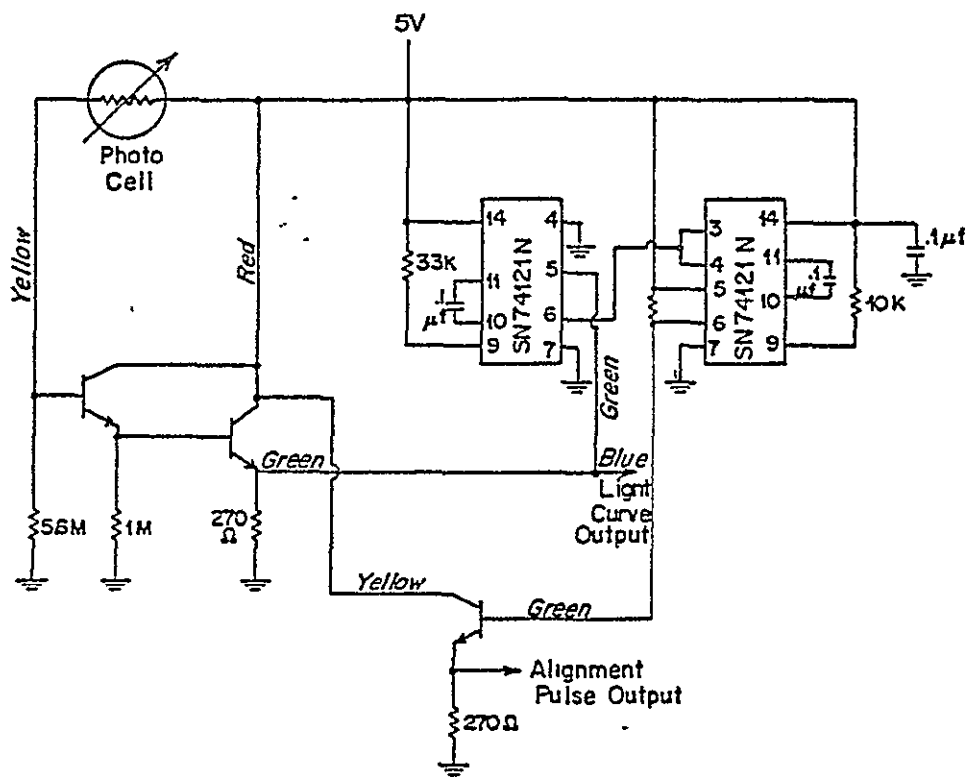 5V
Photo
Cell
Yellow
Red
33K
14
11
.1
μf
10
9
SN74121N
4
5
6
7
Green
3
4
5
6
7
SN74121N
14
11
10
9
.1
μf
.1μf
10K
Green
Blue
Light
Curve
Output
56M
1M
270
Ω
Yellow
Green
Alignment
Pulse Output
270Ω